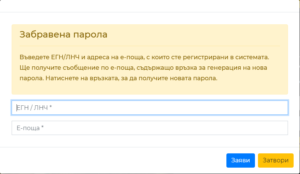 Забравена парола
Въведете ЕГН/ЛНЧ и адреса на е-поща, с които сте регистрирани в системата.
Ще получите съобщение по е-поща, съдържащо връзка за генерация на нова
парола. Натиснете на връзката, за да получите новата парола.
ЕГН / ЛНЧ *
Е-поща *
Заяви Затвори